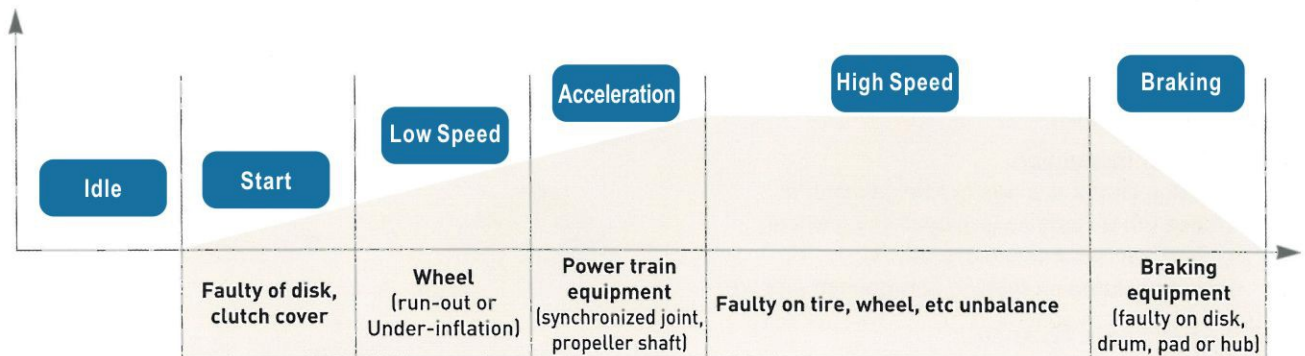 Idle
Start
Low Speed
Acceleration
High Speed
Braking
Faulty of disk,
clutch cover
Wheel
(run-out or
Under-inflation)
Power train
equipment
(synchronized joint,
propeller shaft)
Faulty on tire, wheel, etc unbalance
Braking
equipment
(faulty on disk,
drum, pad or hub)